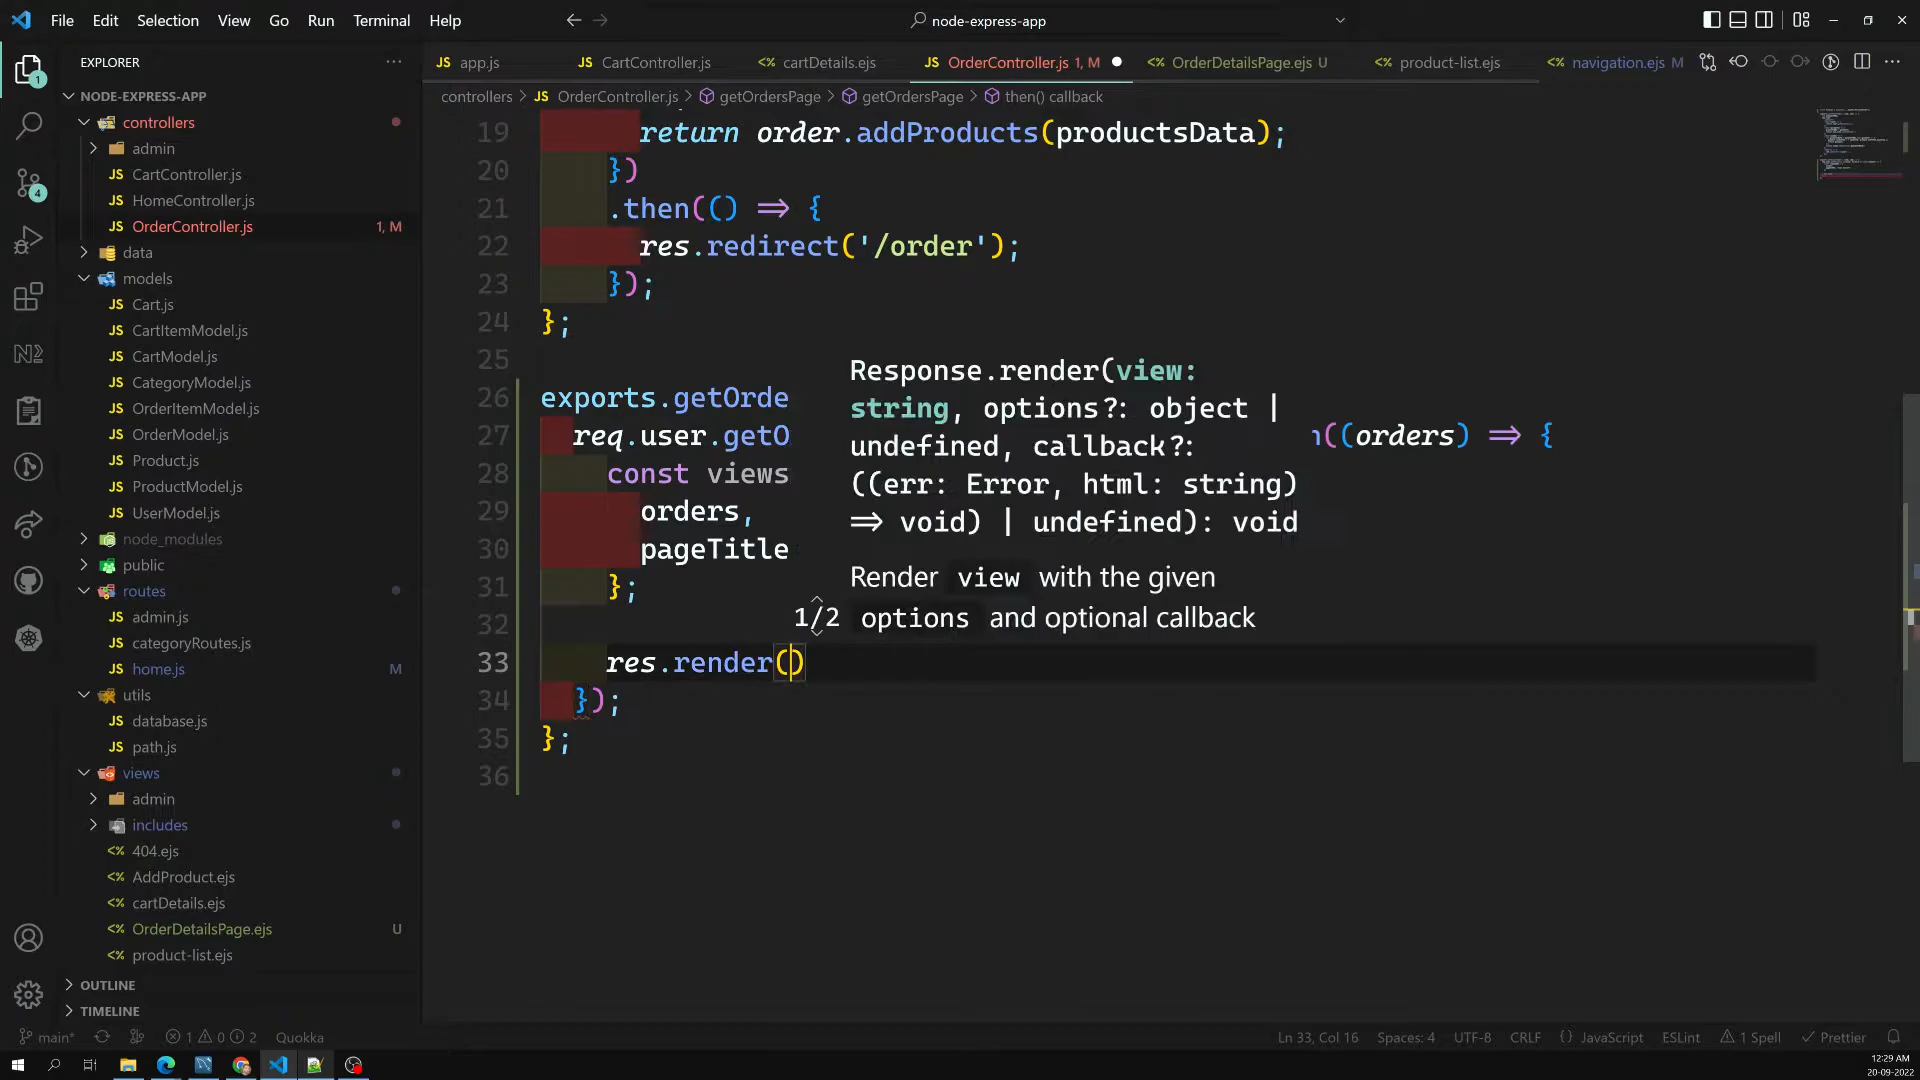 File Edit Selection View Go Run Terminal Help
node-express-app
EXPLORER
app.js
CartController.js
cartDetails.ejs
OrderController.js 1, M
OrderDetailsPage.ejs U
product-list.ejs
navigation.ejs M
NODE-EXPRESS-APP
controllers > JS OrderController.js > getOrdersPage > getOrdersPage > then() callback
controllers
admin
CartController.js
HomeController.js
OrderController.js 1, M
data
models
Cart.js
CartItemModel.js
CartModel.js
CategoryModel.js
OrderItemModel.js
OrderModel.js
Product.js
ProductModel.js
UserModel.js
node_modules
public
routes
admin.js
categoryRoutes.js
home.js M
utils
database.js
path.js
views
admin
includes
404.ejs
AddProduct.ejs
cartDetails.ejs
OrderDetailsPage.ejs U
product-list.ejs
OUTLINE
TIMELINE
19 return order.addProducts(productsData);
20 })
21 .then(() => {
22 res.redirect('/order');
23 });
24 };
25
26 exports.getOrde
27 req.user.getO ((orders) => {
28 const views
29 orders,
30 pageTitle
31 };
32
33 res.render()
34 });
35 };
36
Response.render(view:
string, options?: object |
undefined, callback?:
((err: Error, html: string)
=> void) | undefined): void
Render view with the given
1/2 options and optional callback
main* 1 0 2 Quokka
Ln 33, Col 16 Spaces: 4 UTF-8 CRLF {} JavaScript ESLint 1 Spell Prettier
12:29 AM
20-09-2022